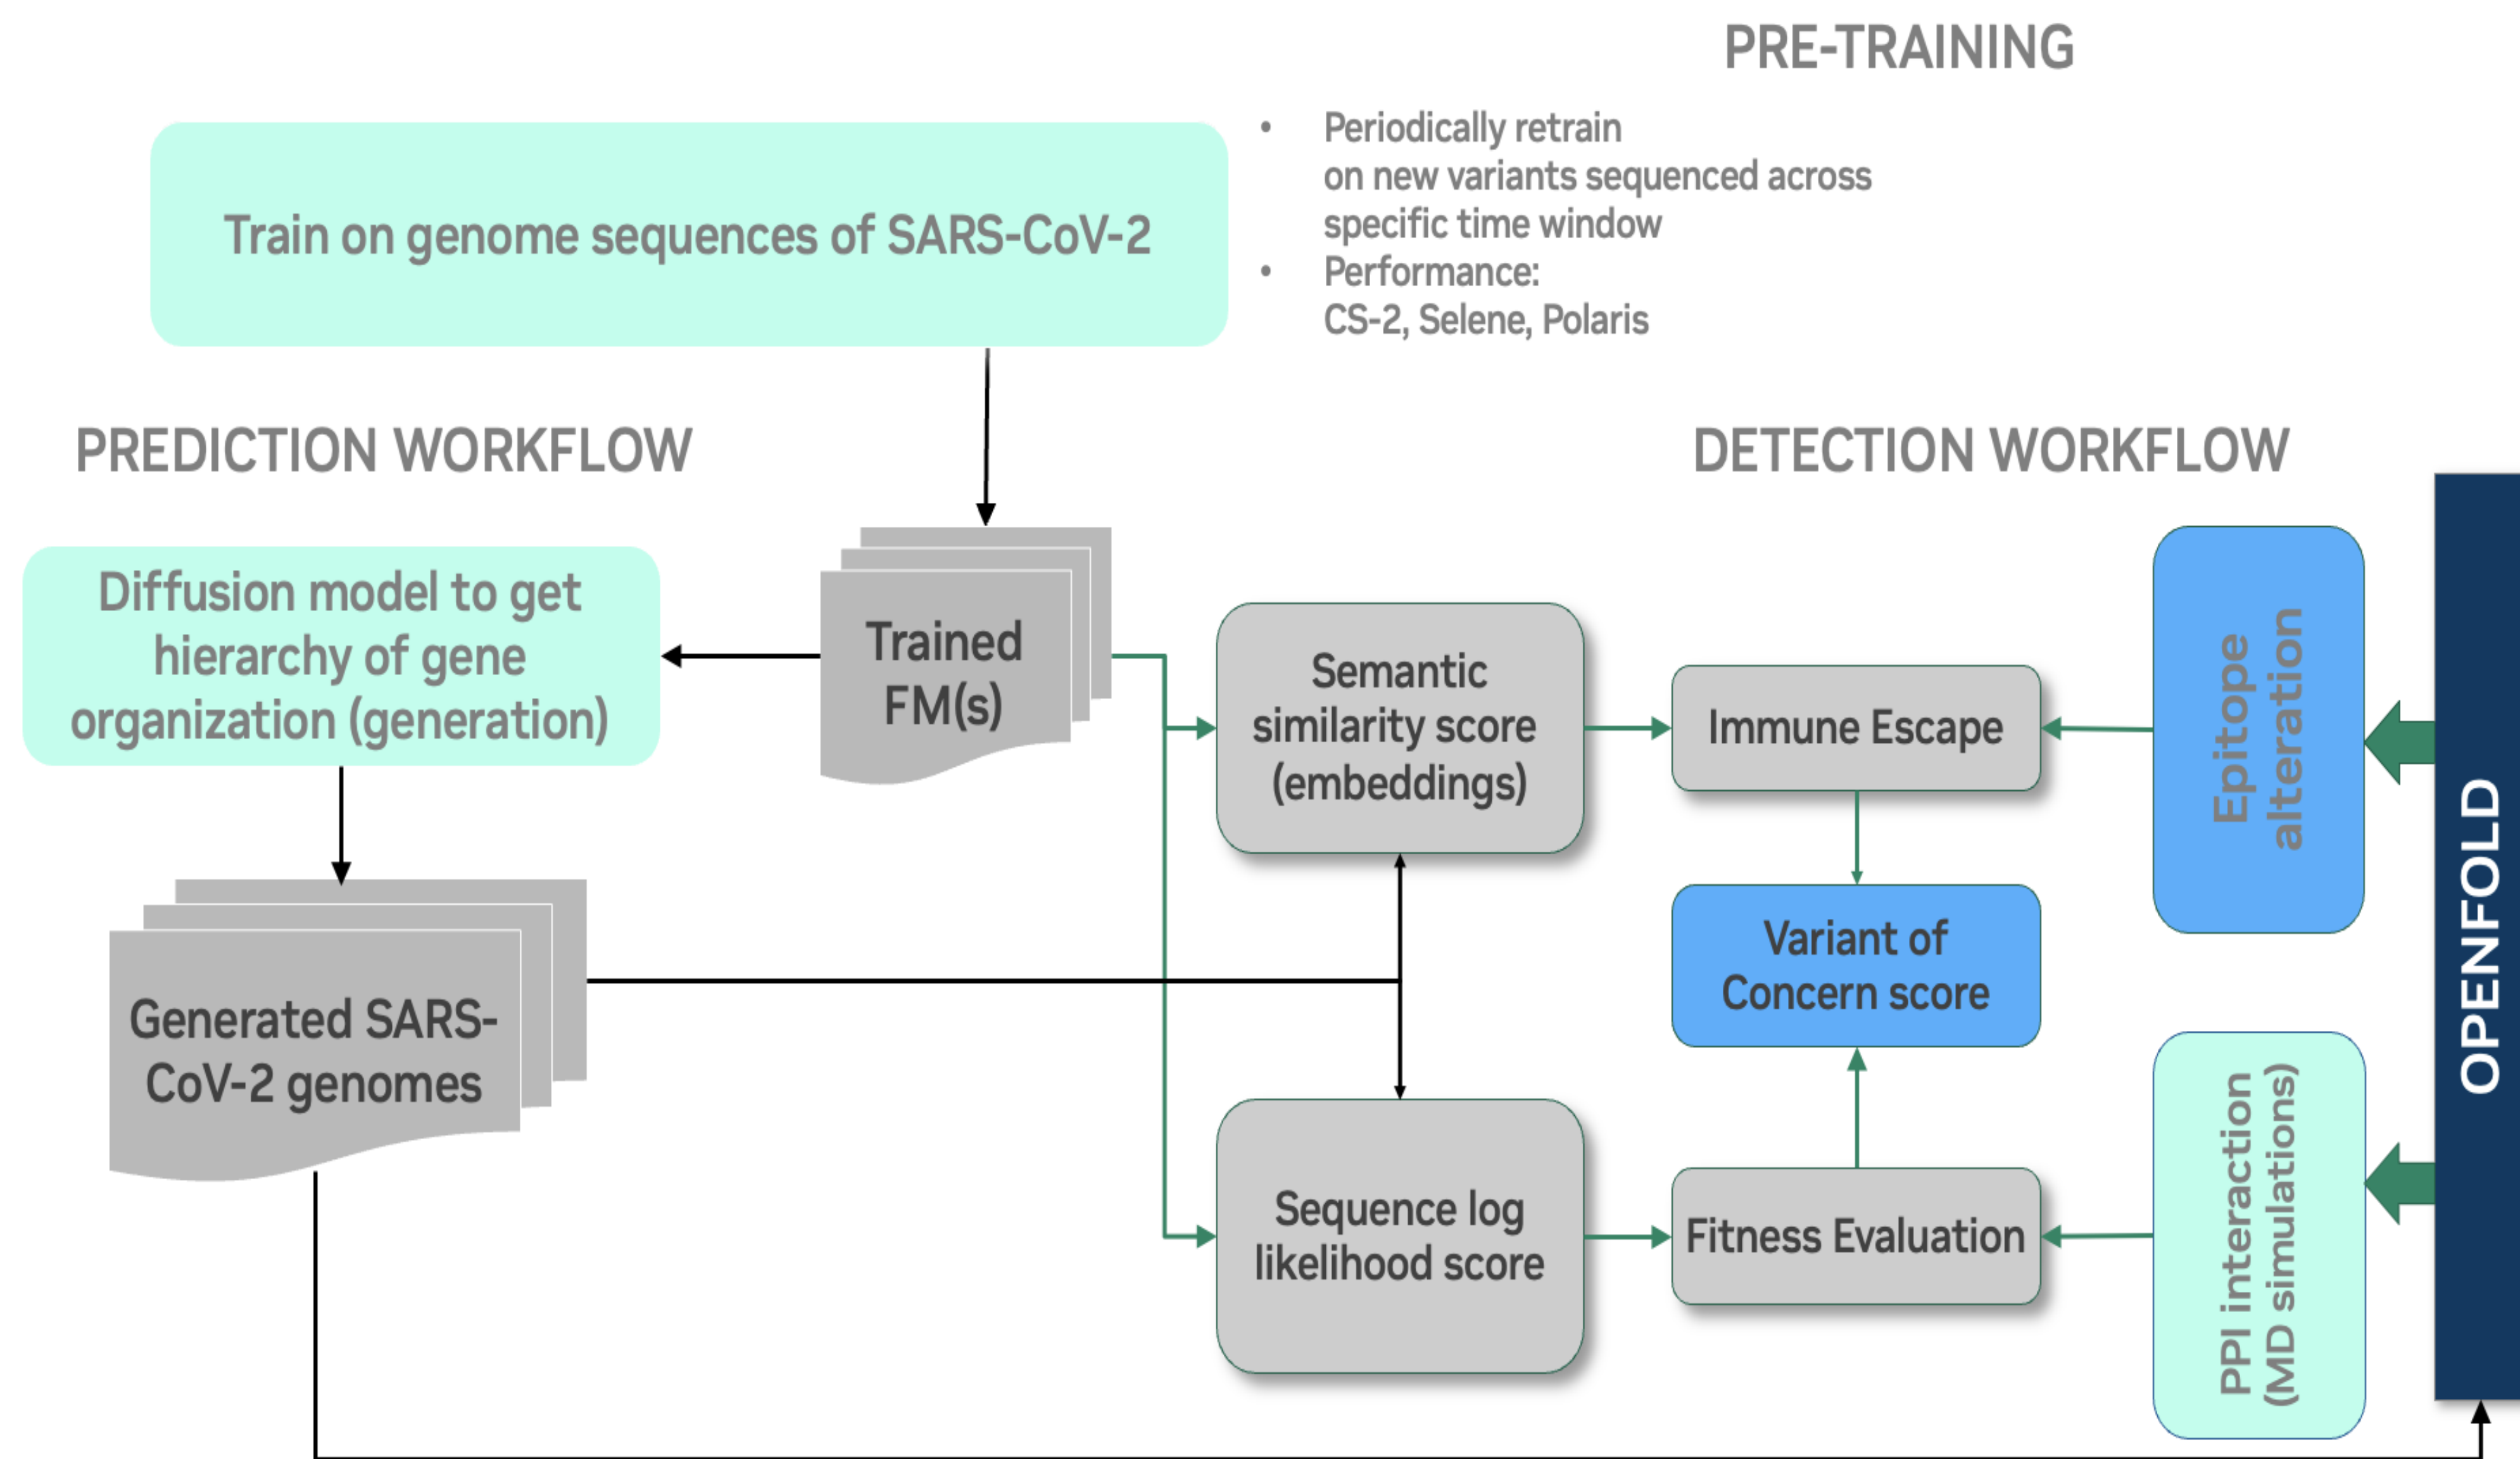 PRE-TRAINING
Train on genome sequences of SARS-CoV-2
• Periodically retrain
on new variants sequenced across
specific time window
• Performance:
CS-2, Selene, Polaris
PREDICTION WORKFLOW
DETECTION WORKFLOW
Diffusion model to get
hierarchy of gene
organization (generation)
Trained
FM(s)
Semantic
similarity score
(embeddings)
Immune Escape
Epitope
alteration
OPENFOLD
Generated SARS-
CoV-2 genomes
Variant of
Concern score
Sequence log
likelihood score
Fitness Evaluation
PPI interaction
(MD simulations)